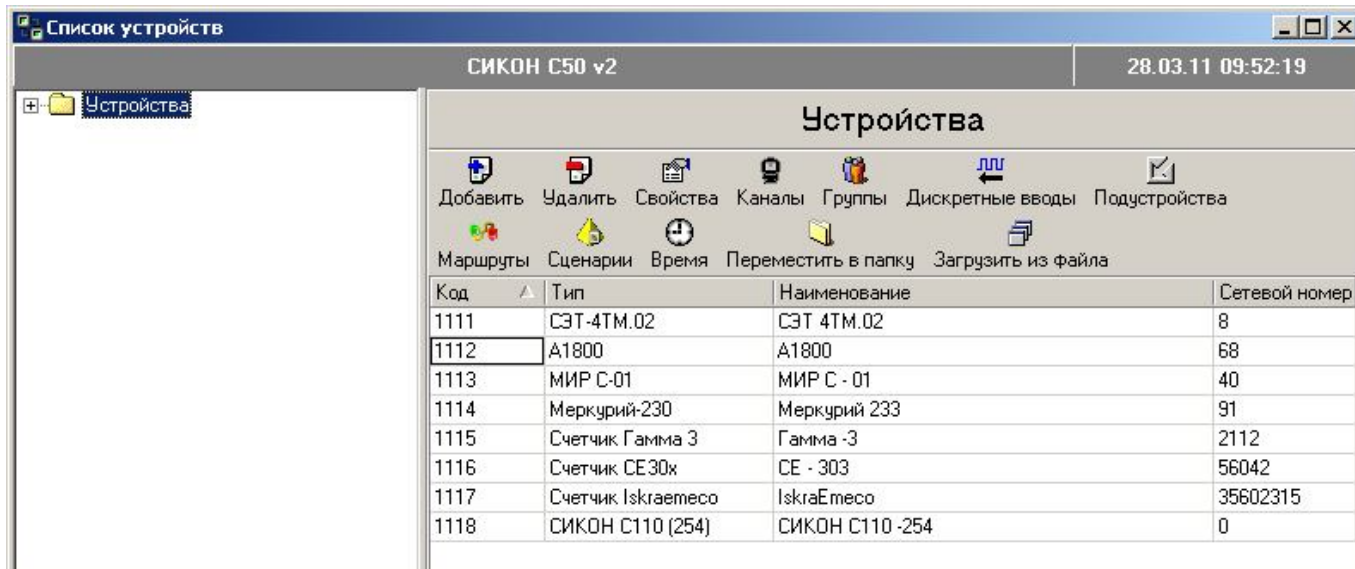 Список устройств
СИКОН С50 v2 28.03.11 09:52:19
Устройства
Устройства
Добавить Удалить Свойства Каналы Группы Дискретные вводы Подустройства
Маршруты Сценарии Время Переместить в папку Загрузить из файла
Код Тип Наименование Сетевой номер
1111 СЭТ-4ТМ.02 СЭТ 4ТМ.02 8
1112 А1800 А1800 68
1113 МИР С-01 МИР С - 01 40
1114 Меркурий-230 Меркурий 233 91
1115 Счетчик Гамма 3 Гамма -3 2112
1116 Счетчик СЕ30х СЕ - 303 56042
1117 Счетчик Iskraemeco IskraEmeco 35602315
1118 СИКОН С110 (254) СИКОН С110 -254 0